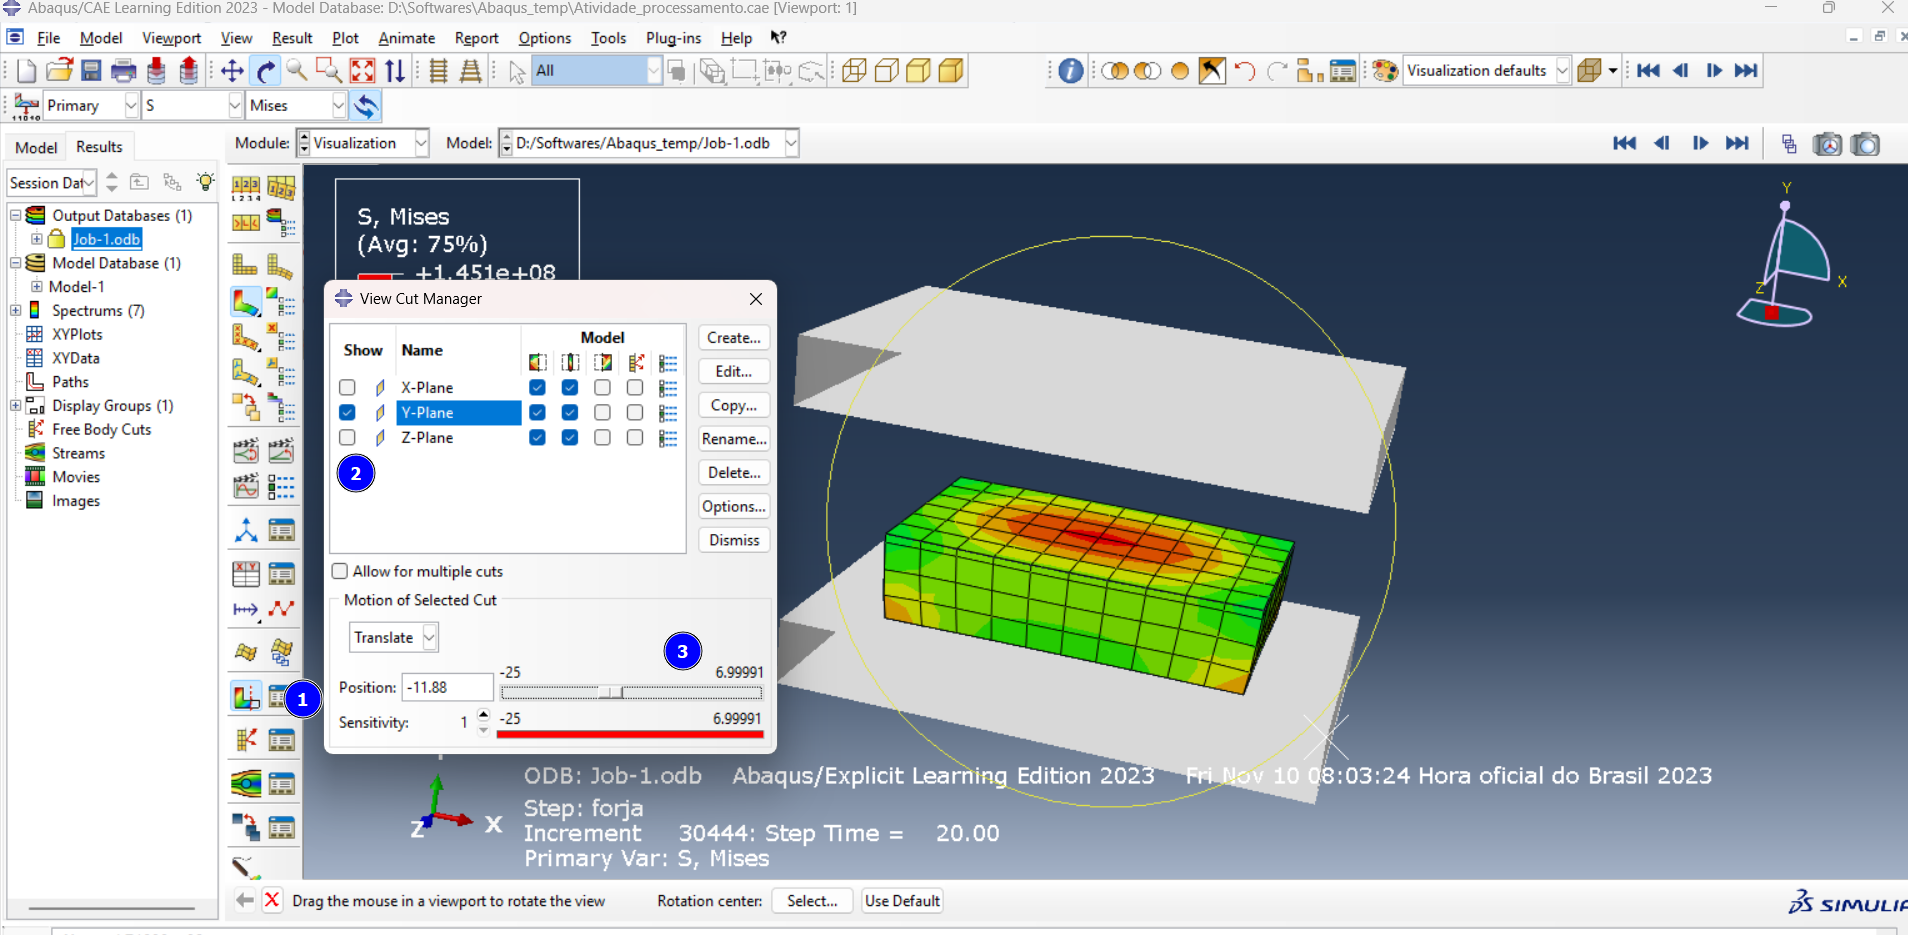 Abaqus/CAE Learning Edition 2023 - Model Database: D:\Softwares\Abaqus_temp\Atividade_processamento.cae [Viewport: 1]
File Model Viewport View Result Plot Animate Report Options Tools Plug-ins Help
All
Visualization defaults
Primary S Mises
Model Results
Module: Visualization Model: D:/Softwares/Abaqus_temp/Job-1.odb
Session Dat
Output Databases (1)
Job-1.odb
Model Database (1)
Model-1
Spectrums (7)
XYPlots
XYData
Paths
Display Groups (1)
Free Body Cuts
Streams
Movies
Images
S, Mises
(Avg: 75%)
+1.451e+08
View Cut Manager
Show Name Model
X-Plane
Y-Plane
Z-Plane
Create...
Edit...
Copy...
Rename...
Delete...
Options...
Dismiss
2
Allow for multiple cuts
Motion of Selected Cut
Translate
3
-25 6.99991
Position: -11.88
1
Sensitivity: 1 -25 6.99991
Y
X
Z
Z X
ODB: Job-1.odb Abaqus/Explicit Learning Edition 2023 Fri Nov 10 08:03:24 Hora oficial do Brasil 2023
Step: forja
Increment 30444: Step Time = 20.00
Primary Var: S, Mises
Drag the mouse in a viewport to rotate the view Rotation center: Select... Use Default
SIMULIA